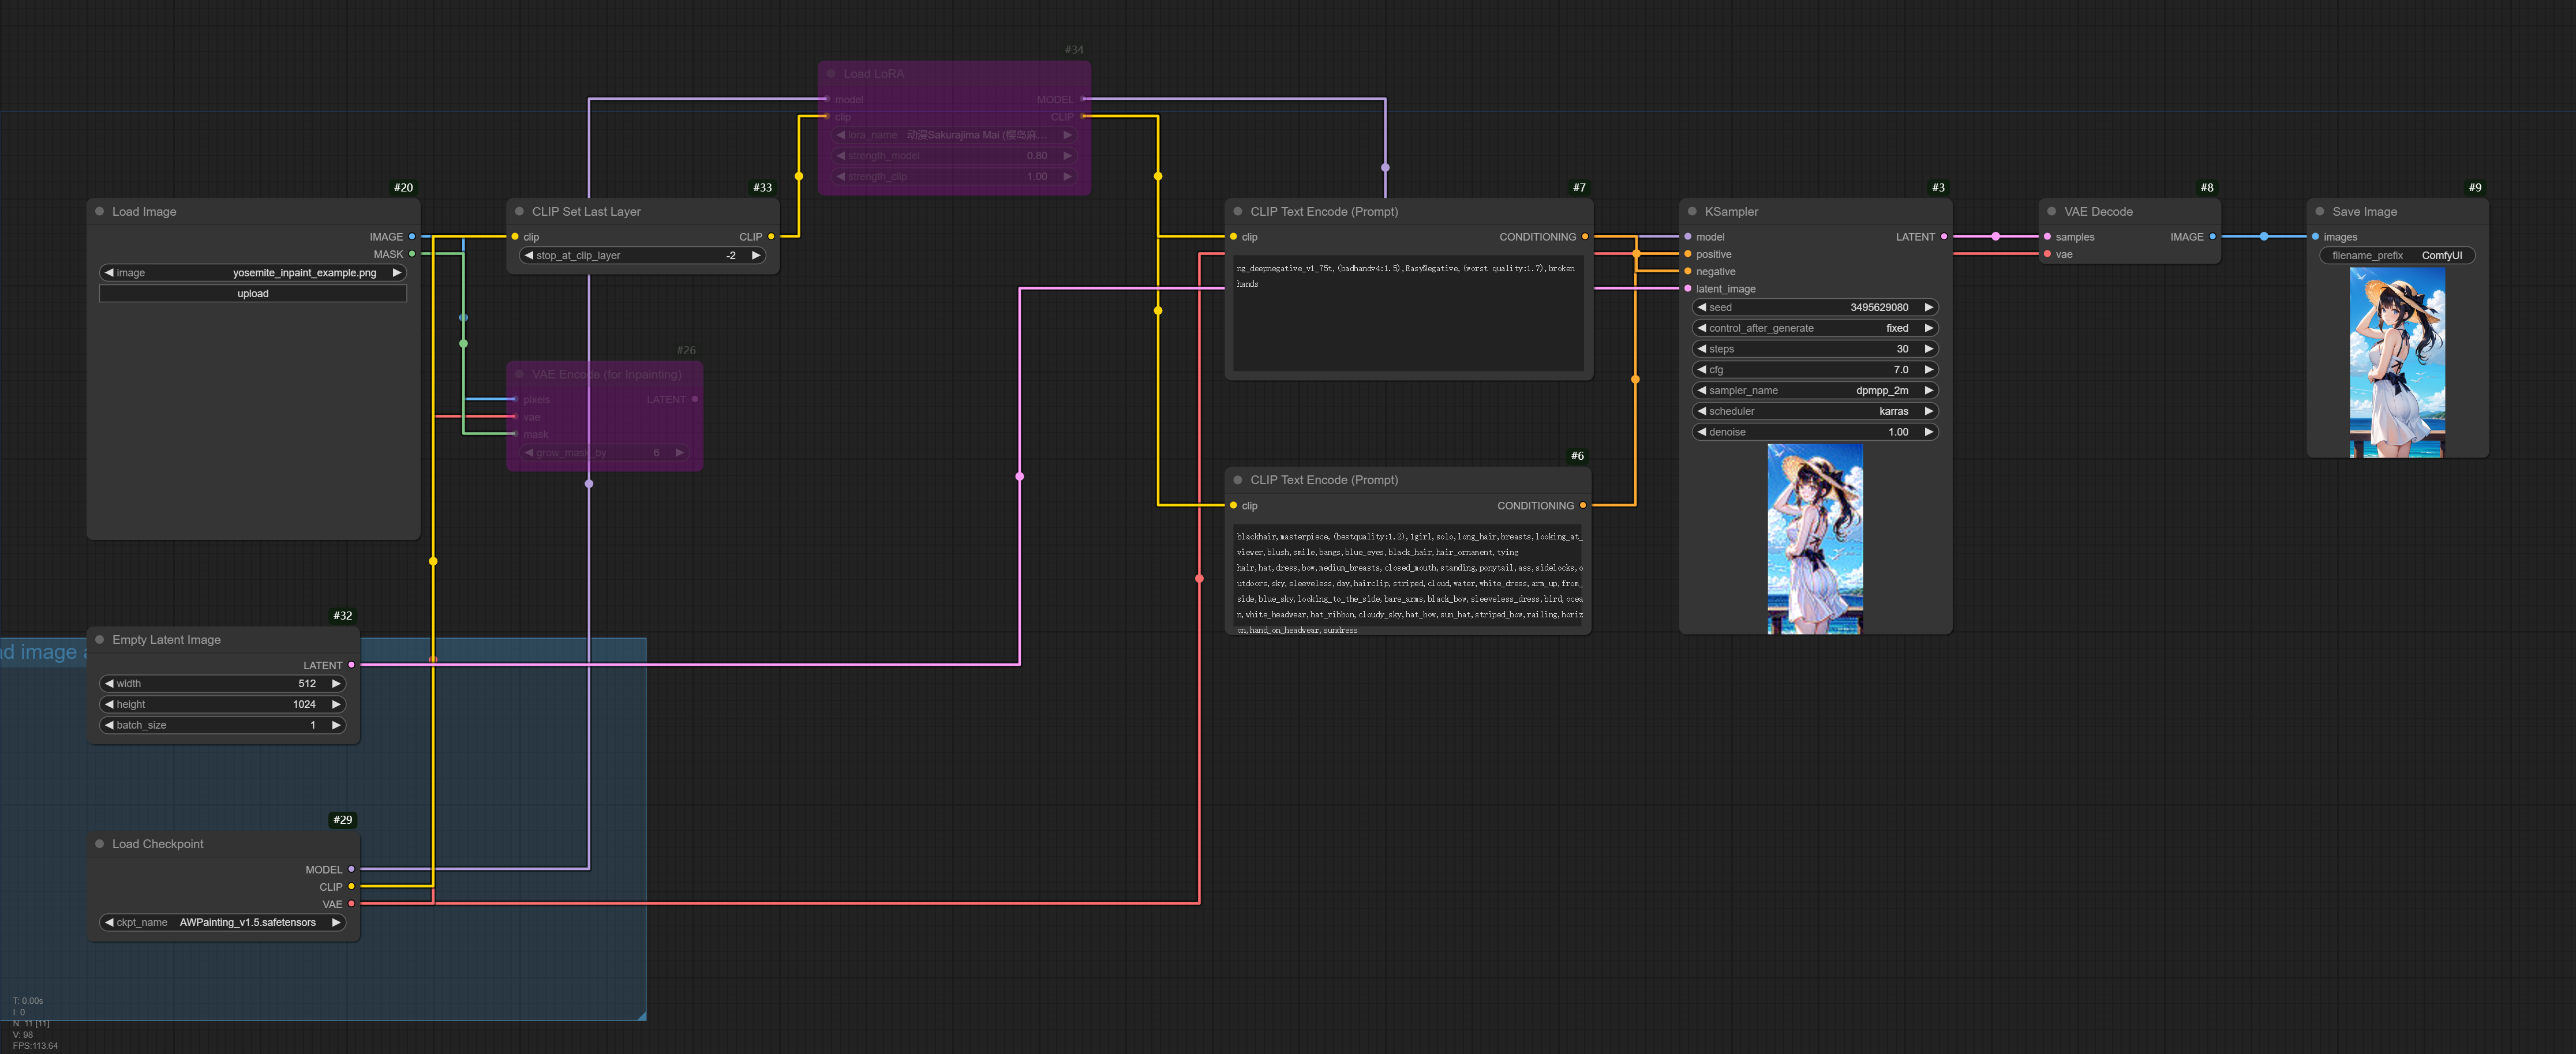 #34
Load LoRA
model
MODEL
clip
CLIP
lora_name 动漫Sakurajima Mai (樱岛麻...
strength_model 0.80
strength_clip 1.00
#20
Load Image
IMAGE
MASK
image yosemite_inpaint_example.png
upload
#33
CLIP Set Last Layer
clip CLIP
stop_at_clip_layer -2
#26
VAE Encode (for Inpainting)
pixels LATENT
vae
mask
grow_mask_by 6
#7
CLIP Text Encode (Prompt)
clip CONDITIONING
ng_deepnegative_v1_75t,(badhandv4:1.5),EasyNegative,(worst quality:1.7),broken
hands
#6
CLIP Text Encode (Prompt)
clip CONDITIONING
blackhair,masterpiece,(bestquality:1.2),1girl,solo,long_hair,breasts,looking_at_
viewer,blush,smile,bangs,blue_eyes,black_hair,hair_ornament,tying
hair,hat,dress,bow,medium_breasts,closed_mouth,standing,ponytail,ass,sidelocks,o
utdoors,sky,sleeveless,day,hairclip,striped,cloud,water,white_dress,arm_up,from_
side,blue_sky,looking_to_the_side,bare_arms,black_bow,sleeveless_dress,bird,ocea
n,white_headwear,hat_ribbon,cloudy_sky,hat_bow,sun_hat,striped_bow,railing,horiz
on,hand_on_headwear,sundress
#3
KSampler
model LATENT
positive
negative
latent_image
seed 3495629080
control_after_generate fixed
steps 30
cfg 7.0
sampler_name dpmpp_2m
scheduler karras
denoise 1.00
#8
VAE Decode
samples IMAGE
vae
#9
Save Image
images
filename_prefix ComfyUI
#32
nd image a
Empty Latent Image
LATENT
width 512
height 1024
batch_size 1
#29
Load Checkpoint
MODEL
CLIP
VAE
ckpt_name AWPainting_v1.5.safetensors
T: 0.00s
I: 0
N: 11 [11]
V: 98
FPS:113.64